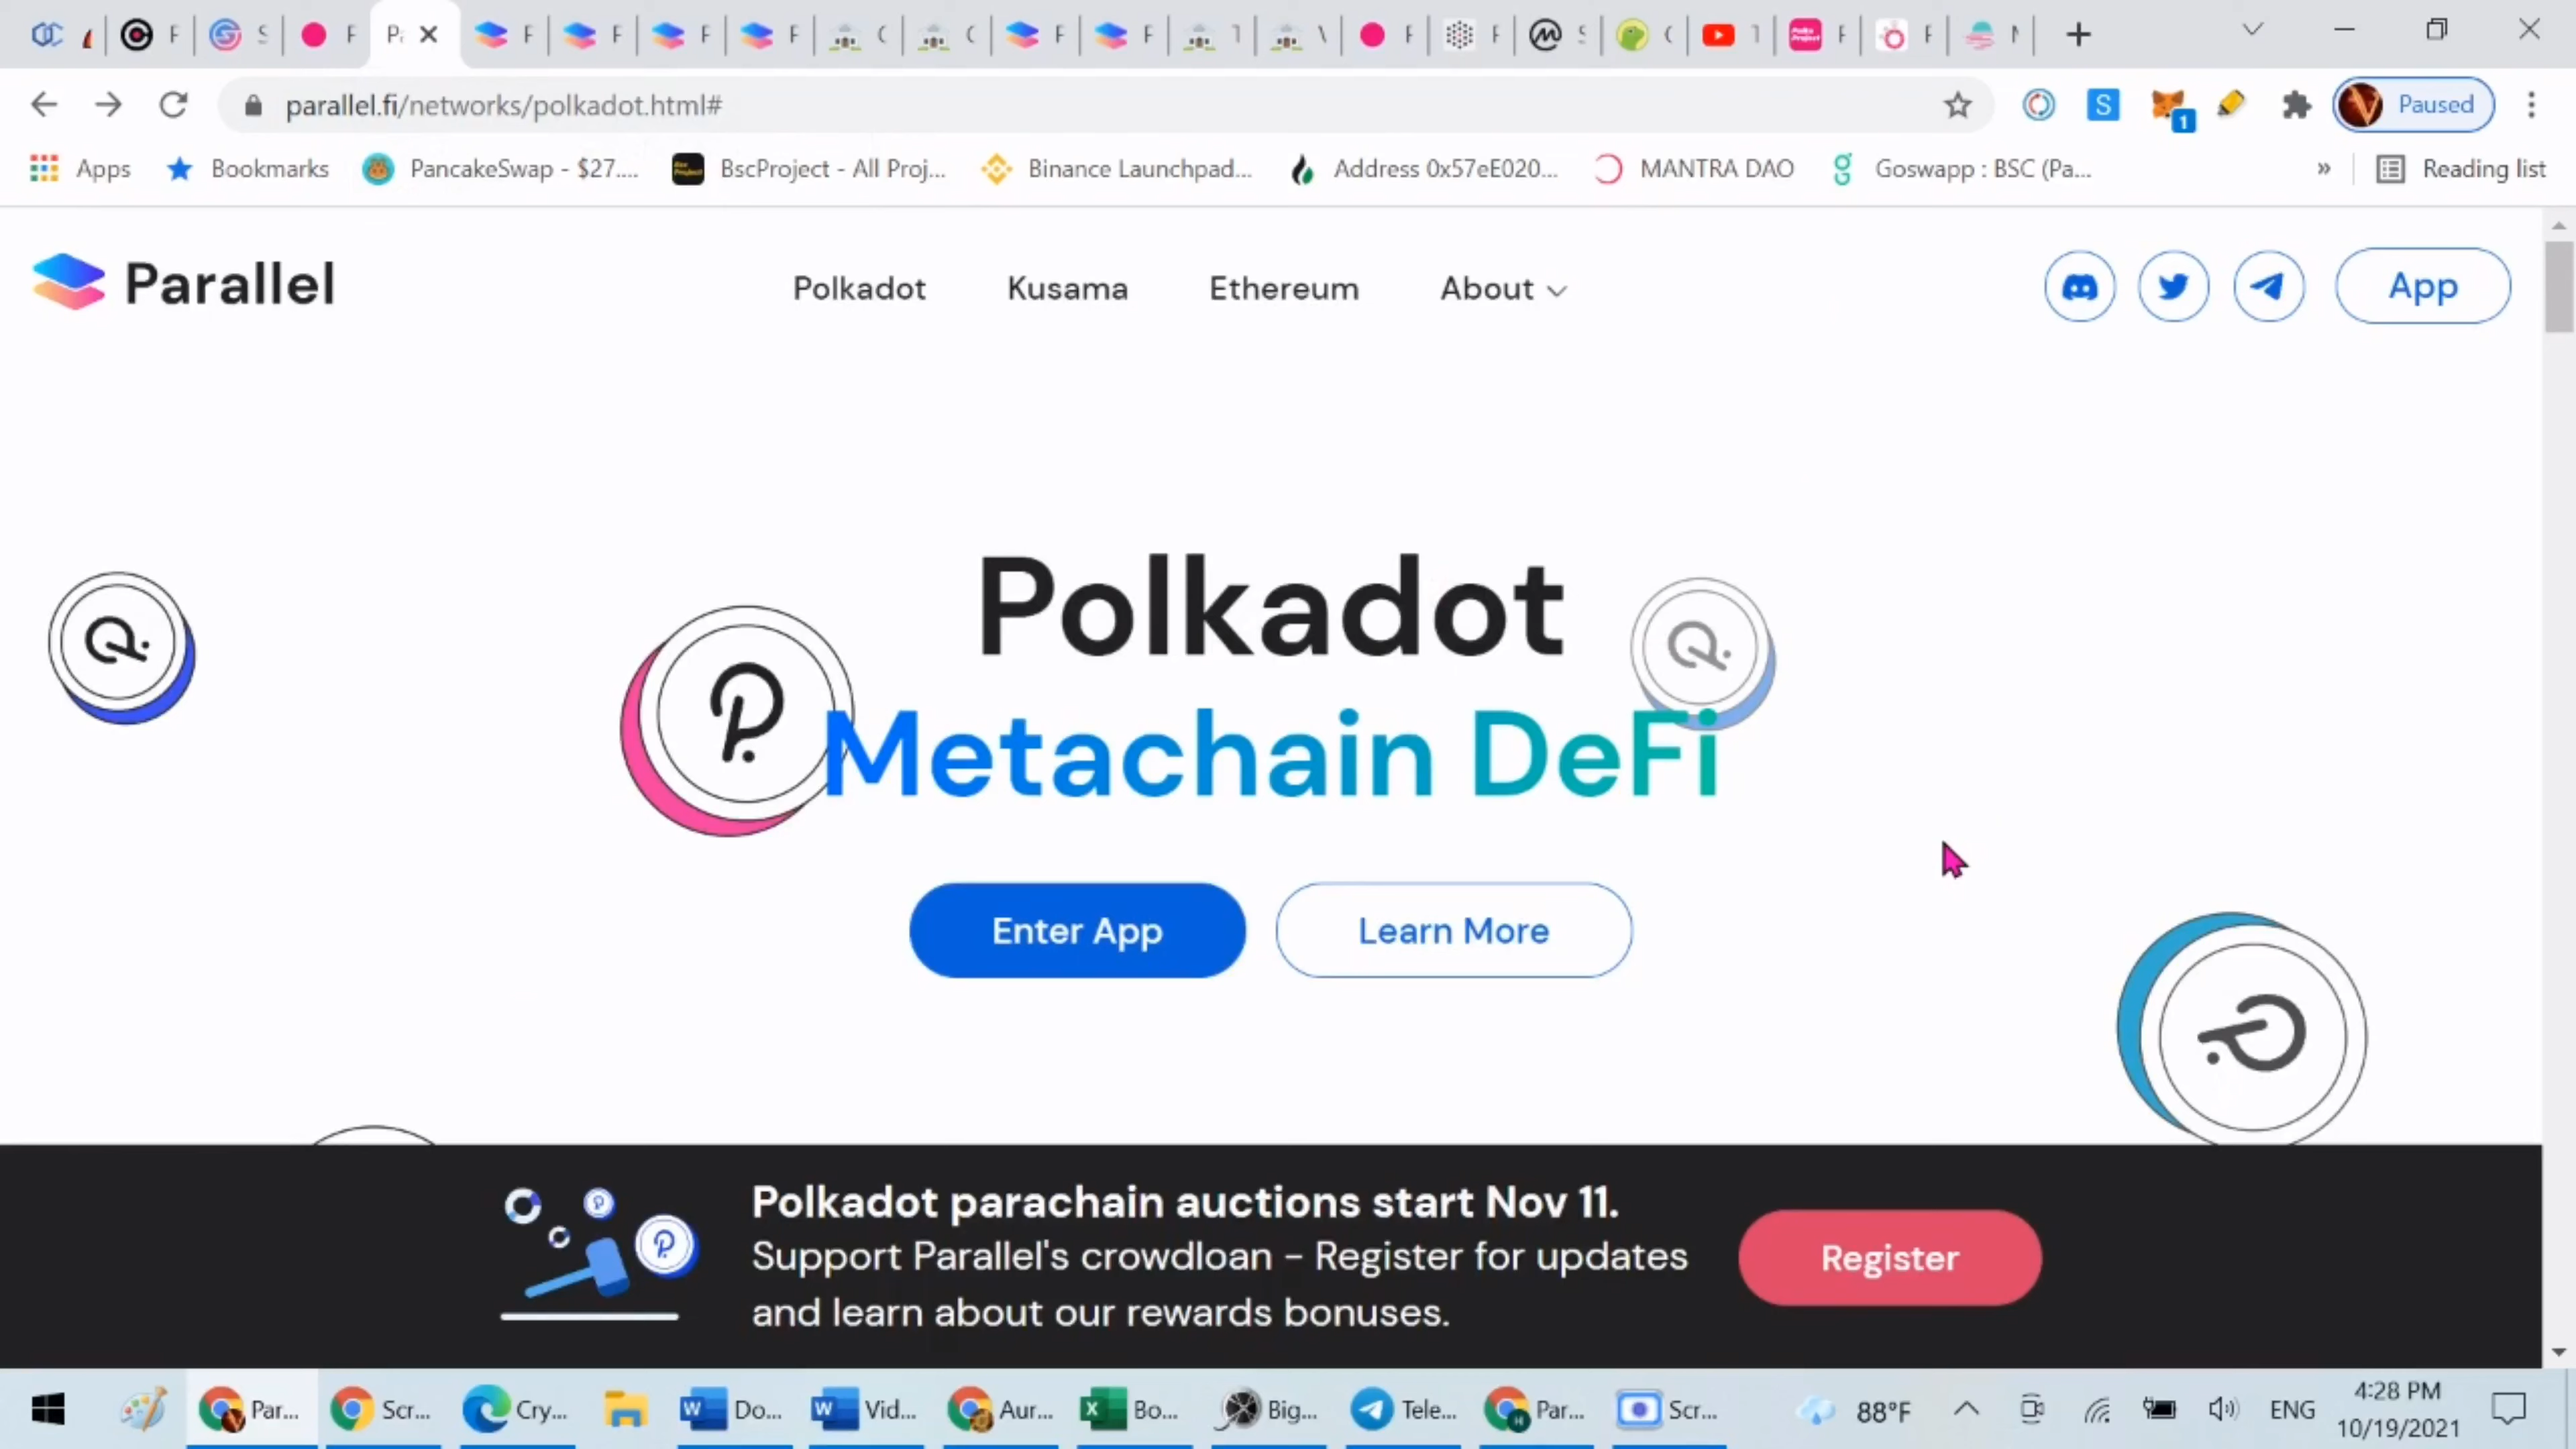 parallel.fi/networks/polkadot.html#
Paused
Apps
Bookmarks
PancakeSwap - $27....
BscProject - All Proj...
Binance Launchpad...
Address 0x57eE020...
MANTRA DAO
Goswapp : BSC (Pa...
»
Reading list
Parallel
Polkadot
Kusama
Ethereum
About
App
Polkadot
Metachain DeFi
Enter App
Learn More
Polkadot parachain auctions start Nov 11.
Support Parallel's crowdloan - Register for updates
and learn about our rewards bonuses.
Register
Par...
Scr...
Cry...
Do...
Vid...
Aur...
Bo...
Big...
Tele...
Par...
Scr...
88°F
ENG
4:28 PM
10/19/2021